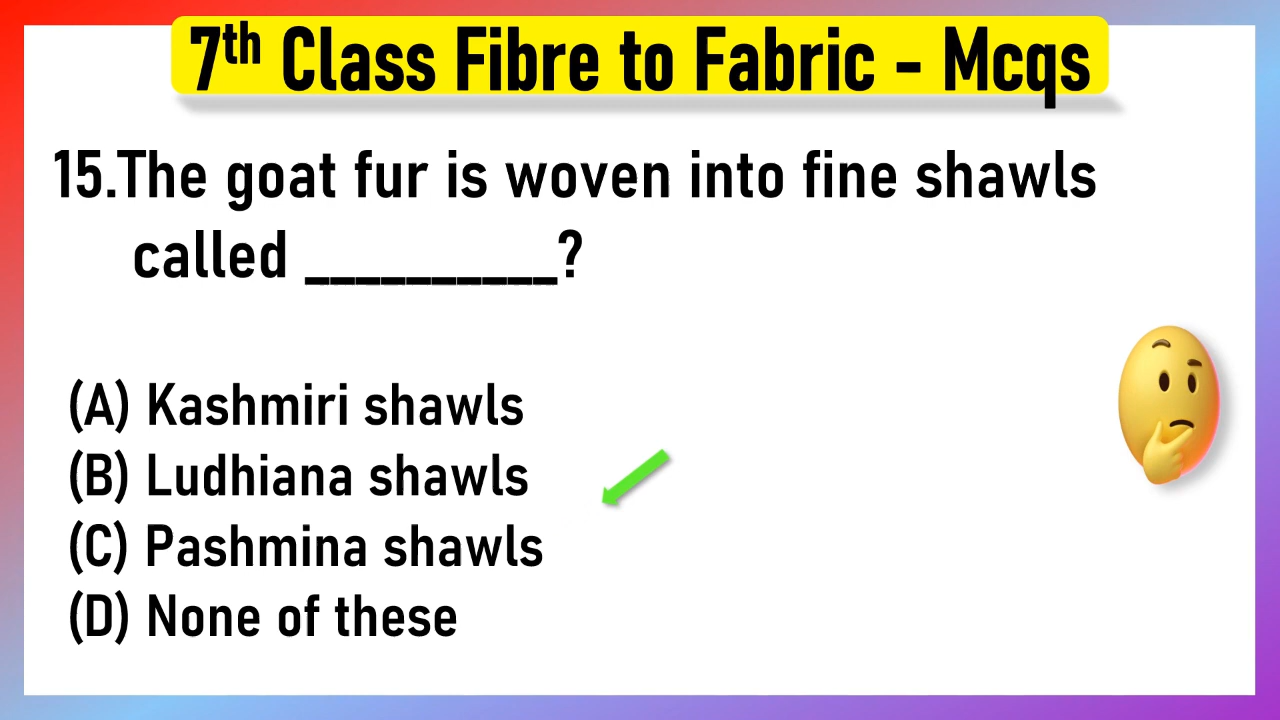 7th Class Fibre to Fabric - Mcqs
15.The goat fur is woven into fine shawls
called __________?
(A) Kashmiri shawls
(B) Ludhiana shawls
(C) Pashmina shawls
(D) None of these